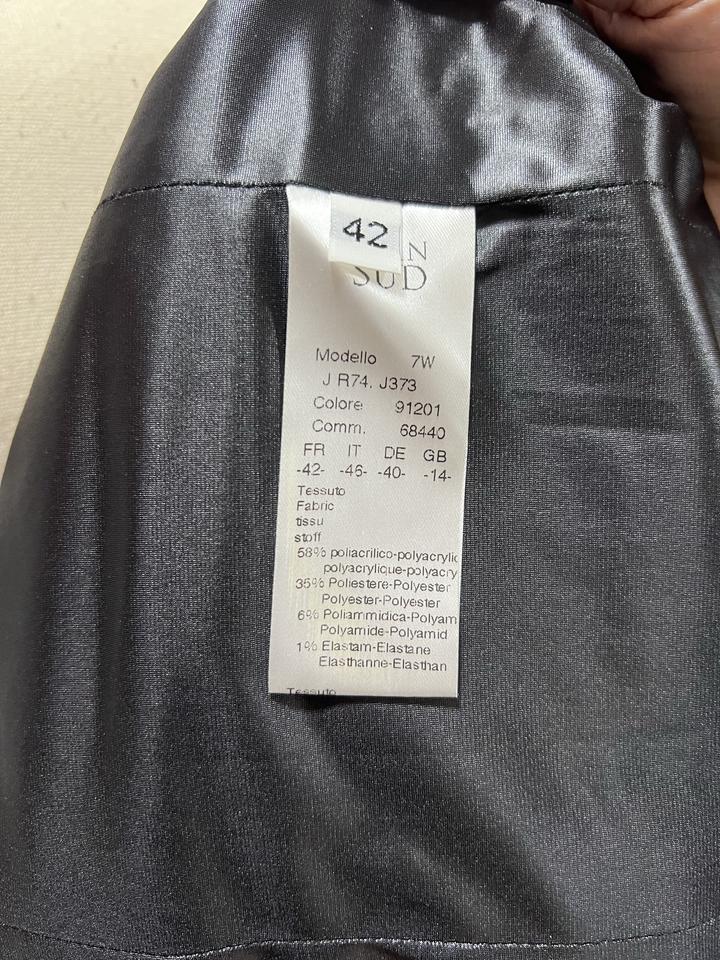 42
N
SUD
Modello 7W
J R74. J373
Colore 91201
Comm. 68440
FR IT DE GB
-42- -46- -40- -14-
Tessuto
Fabric
tissu
stoff
58% poliacrilico-polyacrylic
polyacrylique-polyacry
35% Poliestere-Polyester
Polyester-Polyester
6% Poliammidica-Polyam
Polyamide-Polyamid
1% Elastam-Elastane
Elasthanne-Elasthan
Tessuto